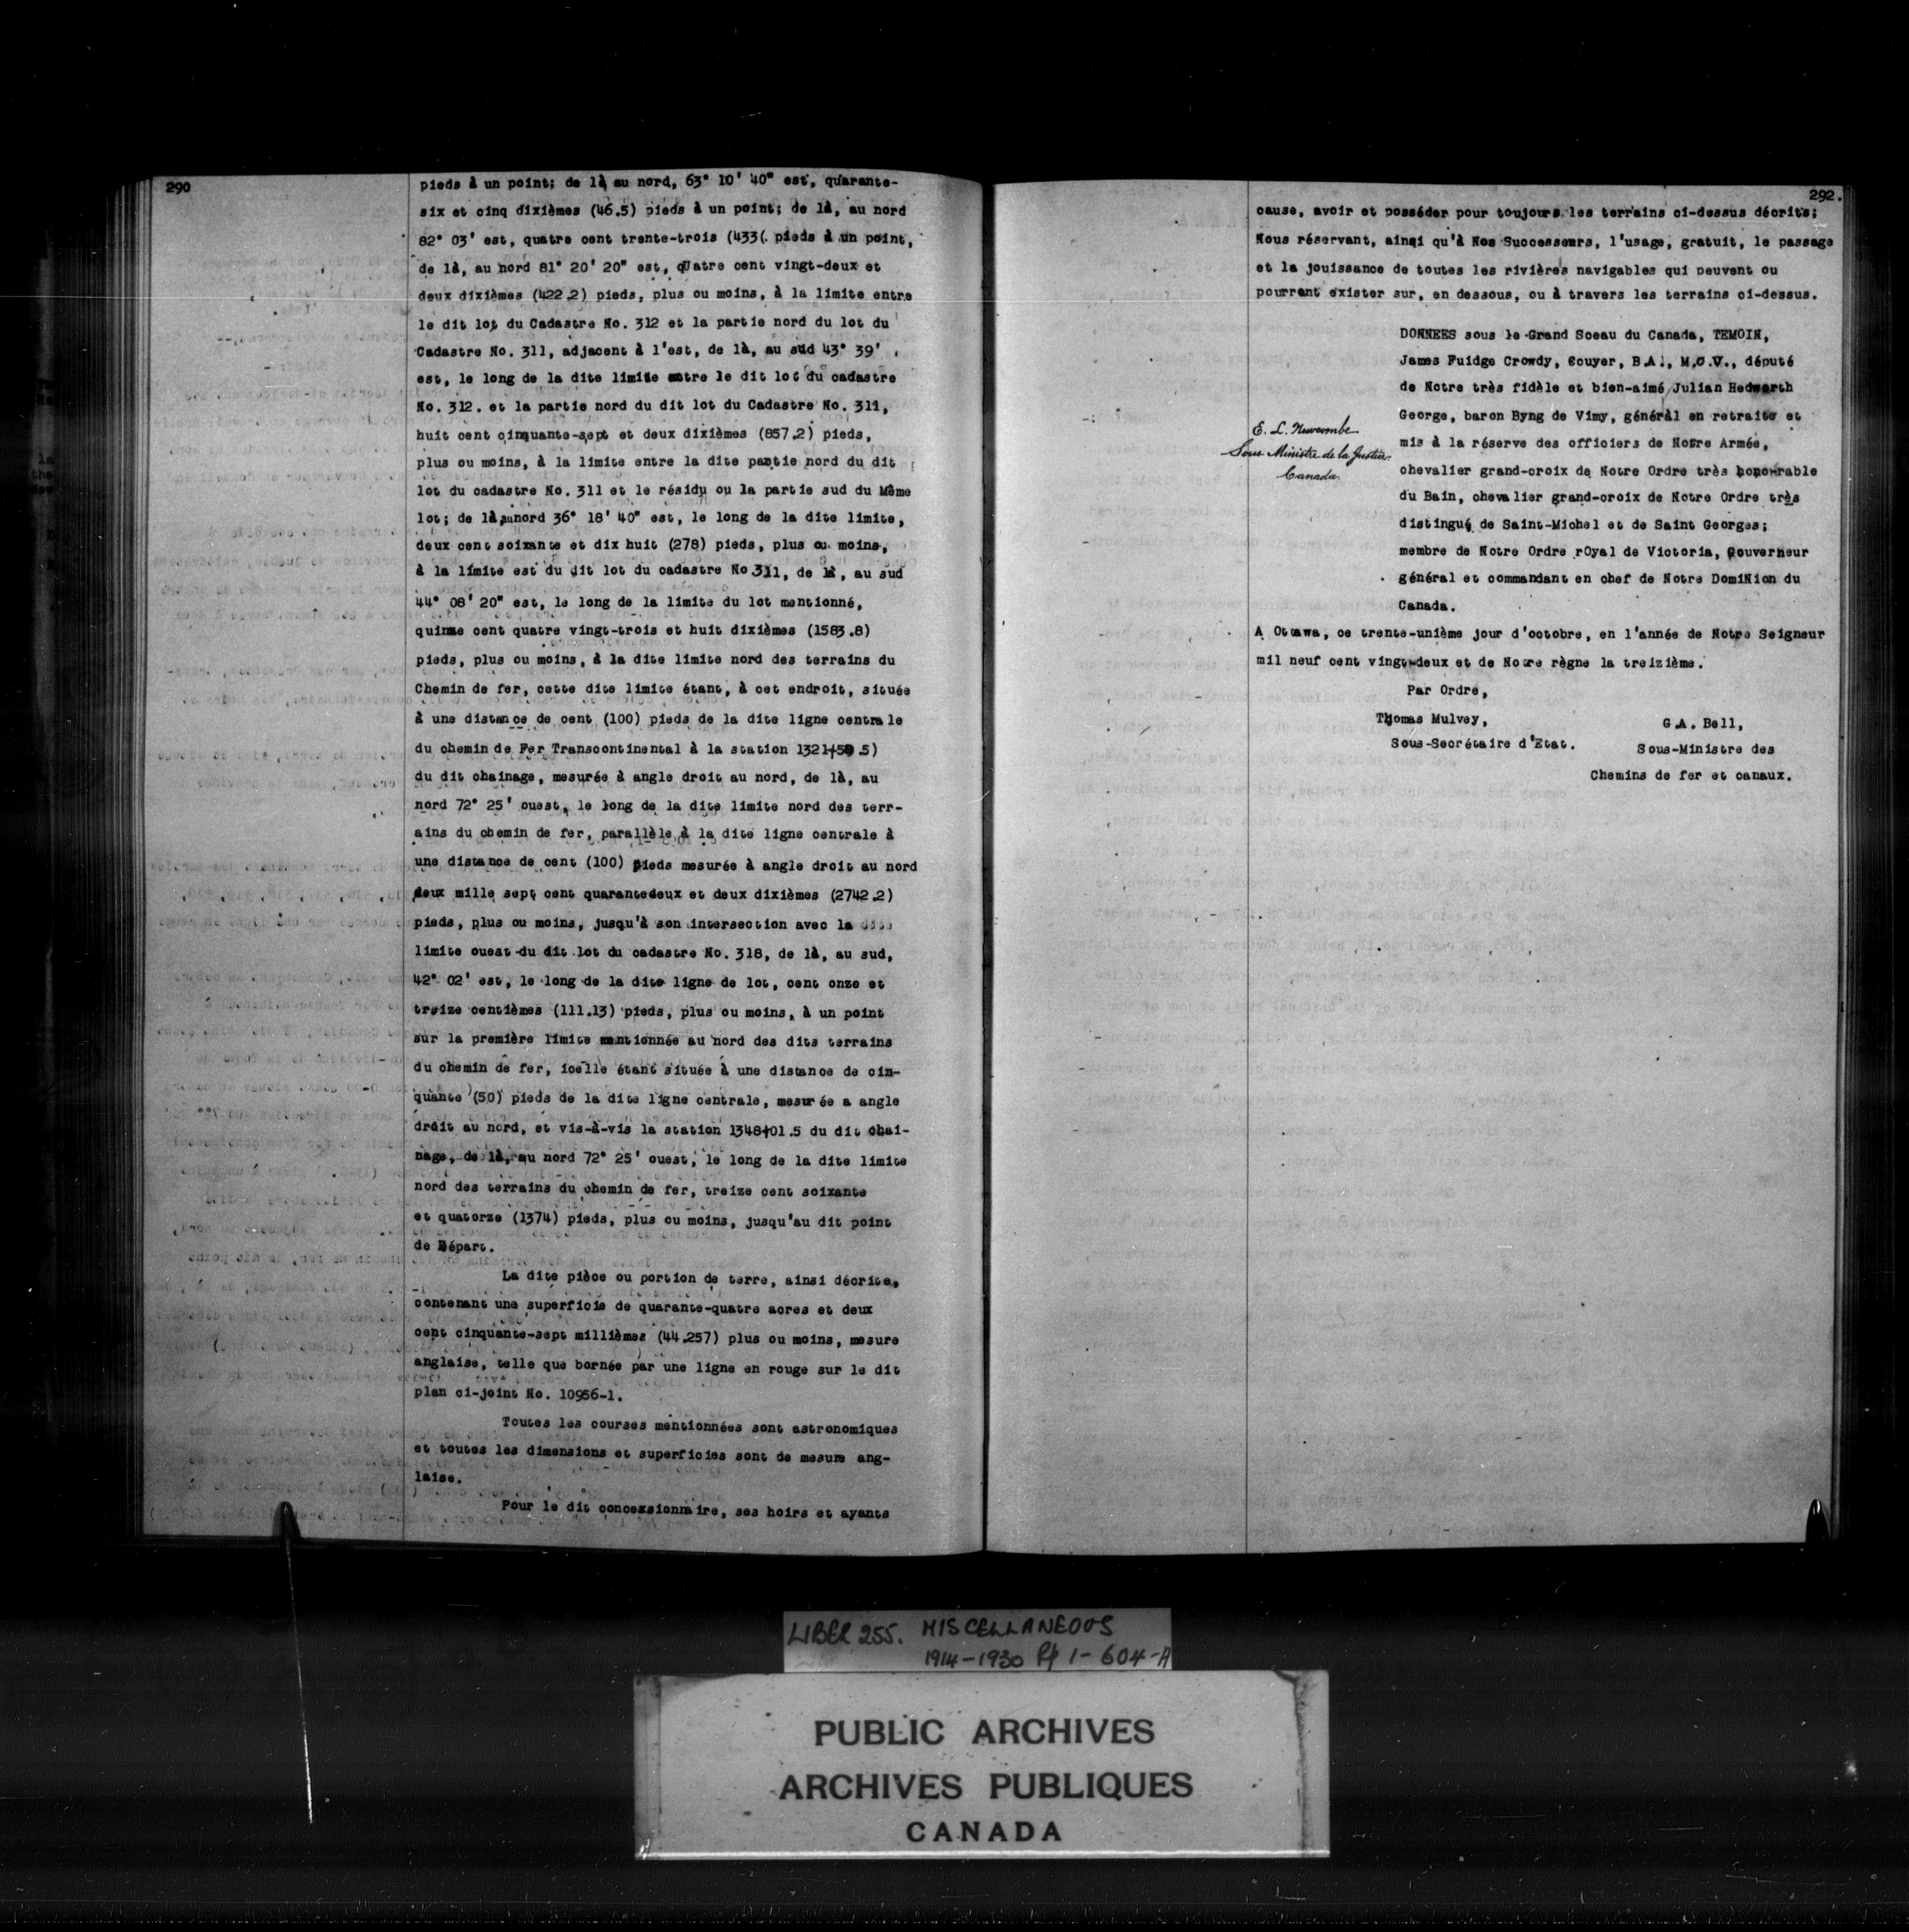 290
pieds à un point; de là, au nord, 63° 10' 40" est, quarante-
six et cinq dixièmes (46.5) pieds à un point; de là, au nord
82° 03' est, quatre cent trente-trois (433(. pieds à un point,
de là, au nord 81° 20' 20" est, qUatre cent vingt-deux et
deux dixièmes (422.2) pieds, plus ou moins, à la limite entre
le dit lot du Cadastre No. 312 et la partie nord du lot du
Cadastre No. 311, adjacent à l'est, de là, au sud 43° 39'
est, le long de la dite limite entre le dit lot du cadastre
No. 312. et la partie nord du dit lot du Cadastre No. 311,
huit cent cinquante-sept et deux dixièmes (857.2) pieds,
plus ou moins, à la limite entre la dite partie nord du dit
lot du cadastre No. 311 et le résidu ou la partie sud du Même
lot; de là,aunord 36° 18' 40" est, le long de la dite limite,
deux cent soixante et dix huit (278) pieds, plus ou moins,
à la limite est du dit lot du cadastre No 311, de là, au sud
44° 08' 20" est, le long de la limite du lot mentionné,
quinze cent quatre vingt-trois et huit dixièmes (1583.8)
pieds, plus ou moins, à la dite limite nord des terrains du
Chemin de fer, cette dite limite étant, à cet endroit, située
à une distance de cent (100) pieds de la dite ligne centrale
du chemin de Fer Transcontinental à la station 1321+50.5)
du dit chainage, mesurée à angle droit au nord, de là, au
nord 72° 25' ouest, le long de la dite limite nord des terr-
ains du chemin de fer, parallèle à la dite ligne centrale à
une distance de cent (100) pieds mesurée à angle droit au nord
deux mille sept cent quarantedeux et deux dixièmes (2742.2)
pieds, plus ou moins, jusqu'à son intersection avec la dite
limite ouest du dit lot du cadastre No. 318, de là, au sud,
42° 02' est, le long de la dite ligne de lot, cent onze et
treize centièmes (111.13) pieds, plus ou moins, à un point
sur la première limite mentionnée au nord des dits terrains
du chemin de fer, icelle étant située à une distance de cin-
quante (50) pieds de la dite ligne centrale, mesurée a angle
droit au nord, et vis-à-vis la station 1348+01.5 du dit chai-
nage, de là, au nord 72° 25' ouest, le long de la dite limite
nord des terrains du chemin de fer, treize cent soixante
et quatorze (1374) pieds, plus ou moins, jusqu'au dit point
de Départ.
La dite pièce ou portion de terre, ainsi décrite,
contenant une superficie de quarante-quatre acres et deux
cent cinquante-sept millièmes (44.257) plus ou moins, mesure
anglaise, telle que bornée par une ligne en rouge sur le dit
plan ci-joint No. 10956-1.
Toutes les courses mentionnées sont astronomiques
et toutes les dimensions et superficies sont de mesure ang-
laise.
Pour le dit concessionnaire, ses hoirs et ayants
292.
cause, avoir et posséder pour toujours les terrains ci-dessus décrits;
Nous réservant, ainsi qu'à Nos Successeurs, l'usage, gratuit, le passage
et la jouissance de toutes les rivières navigables qui peuvent ou
pourrent exister sur, en dessous, ou à travers les terrains ci-dessus.
DONNEES sous le Grand Sceau du Canada, TEMOIN,
James Fuidge Crowdy, Ecuyer, B.A., M.O.V., député
de Notre très fidèle et bien-aimé Julian Hedworth
George, baron Byng de Vimy, général en retraite et
mis à la réserve des officiers de Notre Armée,
chevalier grand-croix de Notre Ordre très honorable
du Bain, chevalier grand-croix de Notre Ordre très
distingué de Saint-Michel et de Saint Georges;
membre de Notre Ordre rOyal de Victoria, Gouverneur
général et commandant en chef de Notre DomiNion du
Canada.
E. L. Newcombe
Sous-Ministre de la Justice
Canada
A Ottawa, ce trente-unième jour d'octobre, en l'année de Notre Seigneur
mil neuf cent vingt-deux et de Notre règne la treizième.
Par Ordre,
Thomas Mulvey,
Sous-Secrétaire d'Etat.
G.A. Bell,
Sous-Ministre des
Chemins de fer et canaux.
LIBER 255. MISCELLANEOUS
1914-1930 Pp 1-604-A
PUBLIC ARCHIVES
ARCHIVES PUBLIQUES
CANADA